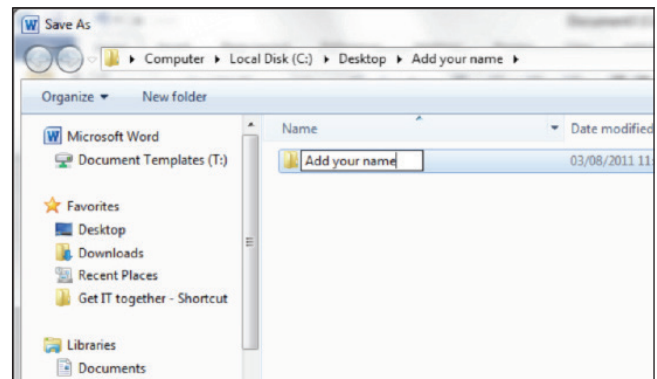 Save As
Computer Local Disk (C:) Desktop Add your name
Organize New folder
Microsoft Word
Document Templates (T:)
Favorites
Desktop
Downloads
Recent Places
Get IT together - Shortcut
Libraries
Documents
Name Date modified
Add your name 03/08/2011 11: